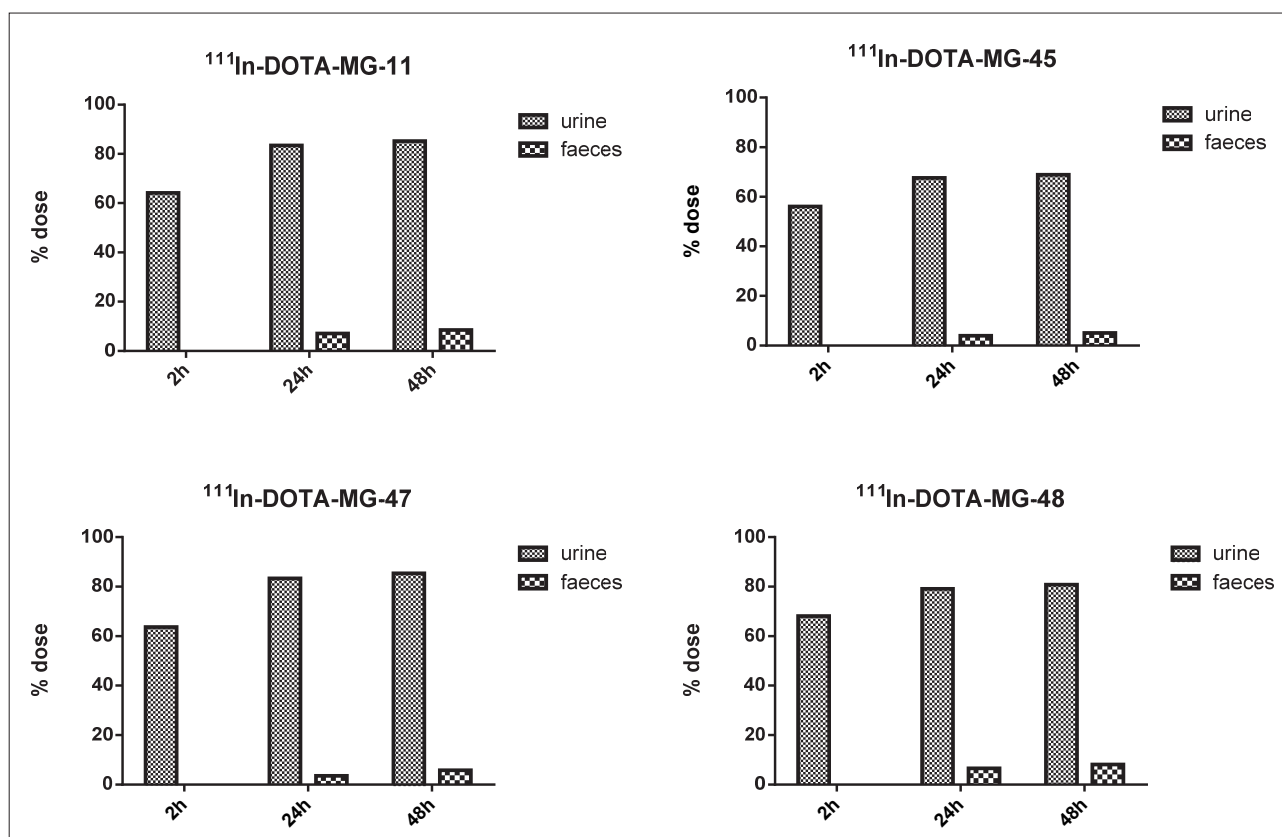 ¹¹¹In-DOTA-MG-11
% dose
100
80
60
40
20
0
2h
24h
48h
urine
faeces
¹¹¹In-DOTA-MG-45
% dose
100
80
60
40
20
0
2h
24h
48h
urine
faeces
¹¹¹In-DOTA-MG-47
% dose
100
80
60
40
20
0
2h
24h
48h
urine
faeces
¹¹¹In-DOTA-MG-48
% dose
100
80
60
40
20
0
2h
24h
48h
urine
faeces